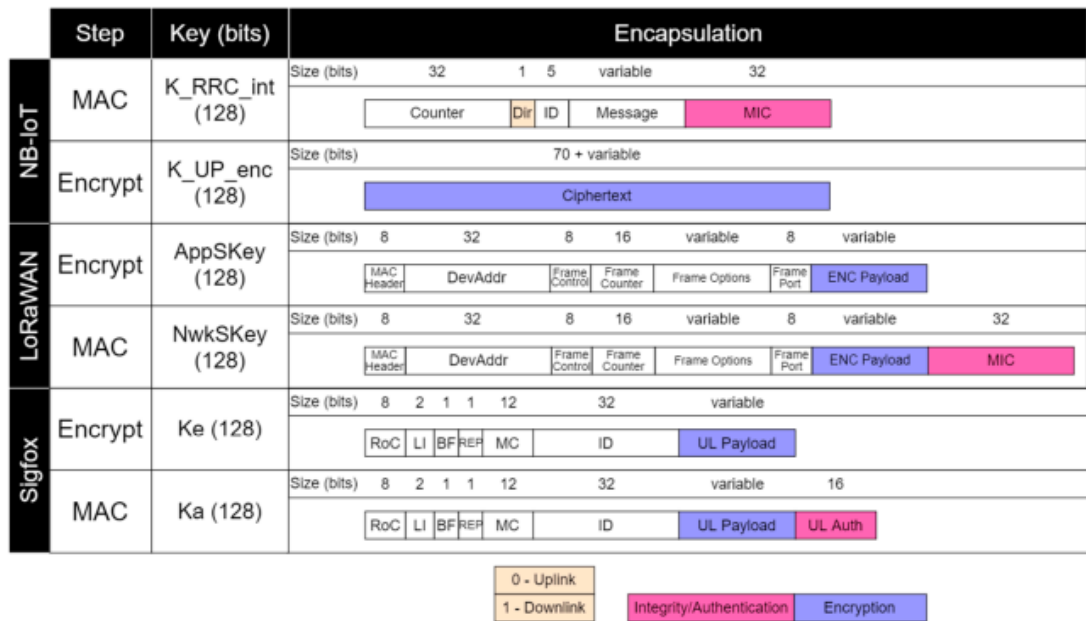 Step Key (bits) Encapsulation
NB-IoT
MAC
K_RRC_int
(128)
Size (bits) 32 1 5 variable 32
Counter Dir ID Message MIC
Encrypt
K_UP_enc
(128)
Size (bits) 70 + variable
Ciphertext
LoRaWAN
Encrypt
AppSKey
(128)
Size (bits) 8 32 8 16 variable 8 variable
MAC Header DevAddr Frame Control Frame Counter Frame Options Frame Port ENC Payload
MAC
NwkSKey
(128)
Size (bits) 8 32 8 16 variable 8 variable 32
MAC Header DevAddr Frame Control Frame Counter Frame Options Frame Port ENC Payload MIC
Sigfox
Encrypt
Ke (128)
Size (bits) 8 2 1 1 12 32 variable
RoC LI BF REP MC ID UL Payload
MAC
Ka (128)
Size (bits) 8 2 1 1 12 32 variable 16
RoC LI BF REP MC ID UL Payload UL Auth
0 - Uplink
1 - Downlink
Integrity/Authentication Encryption